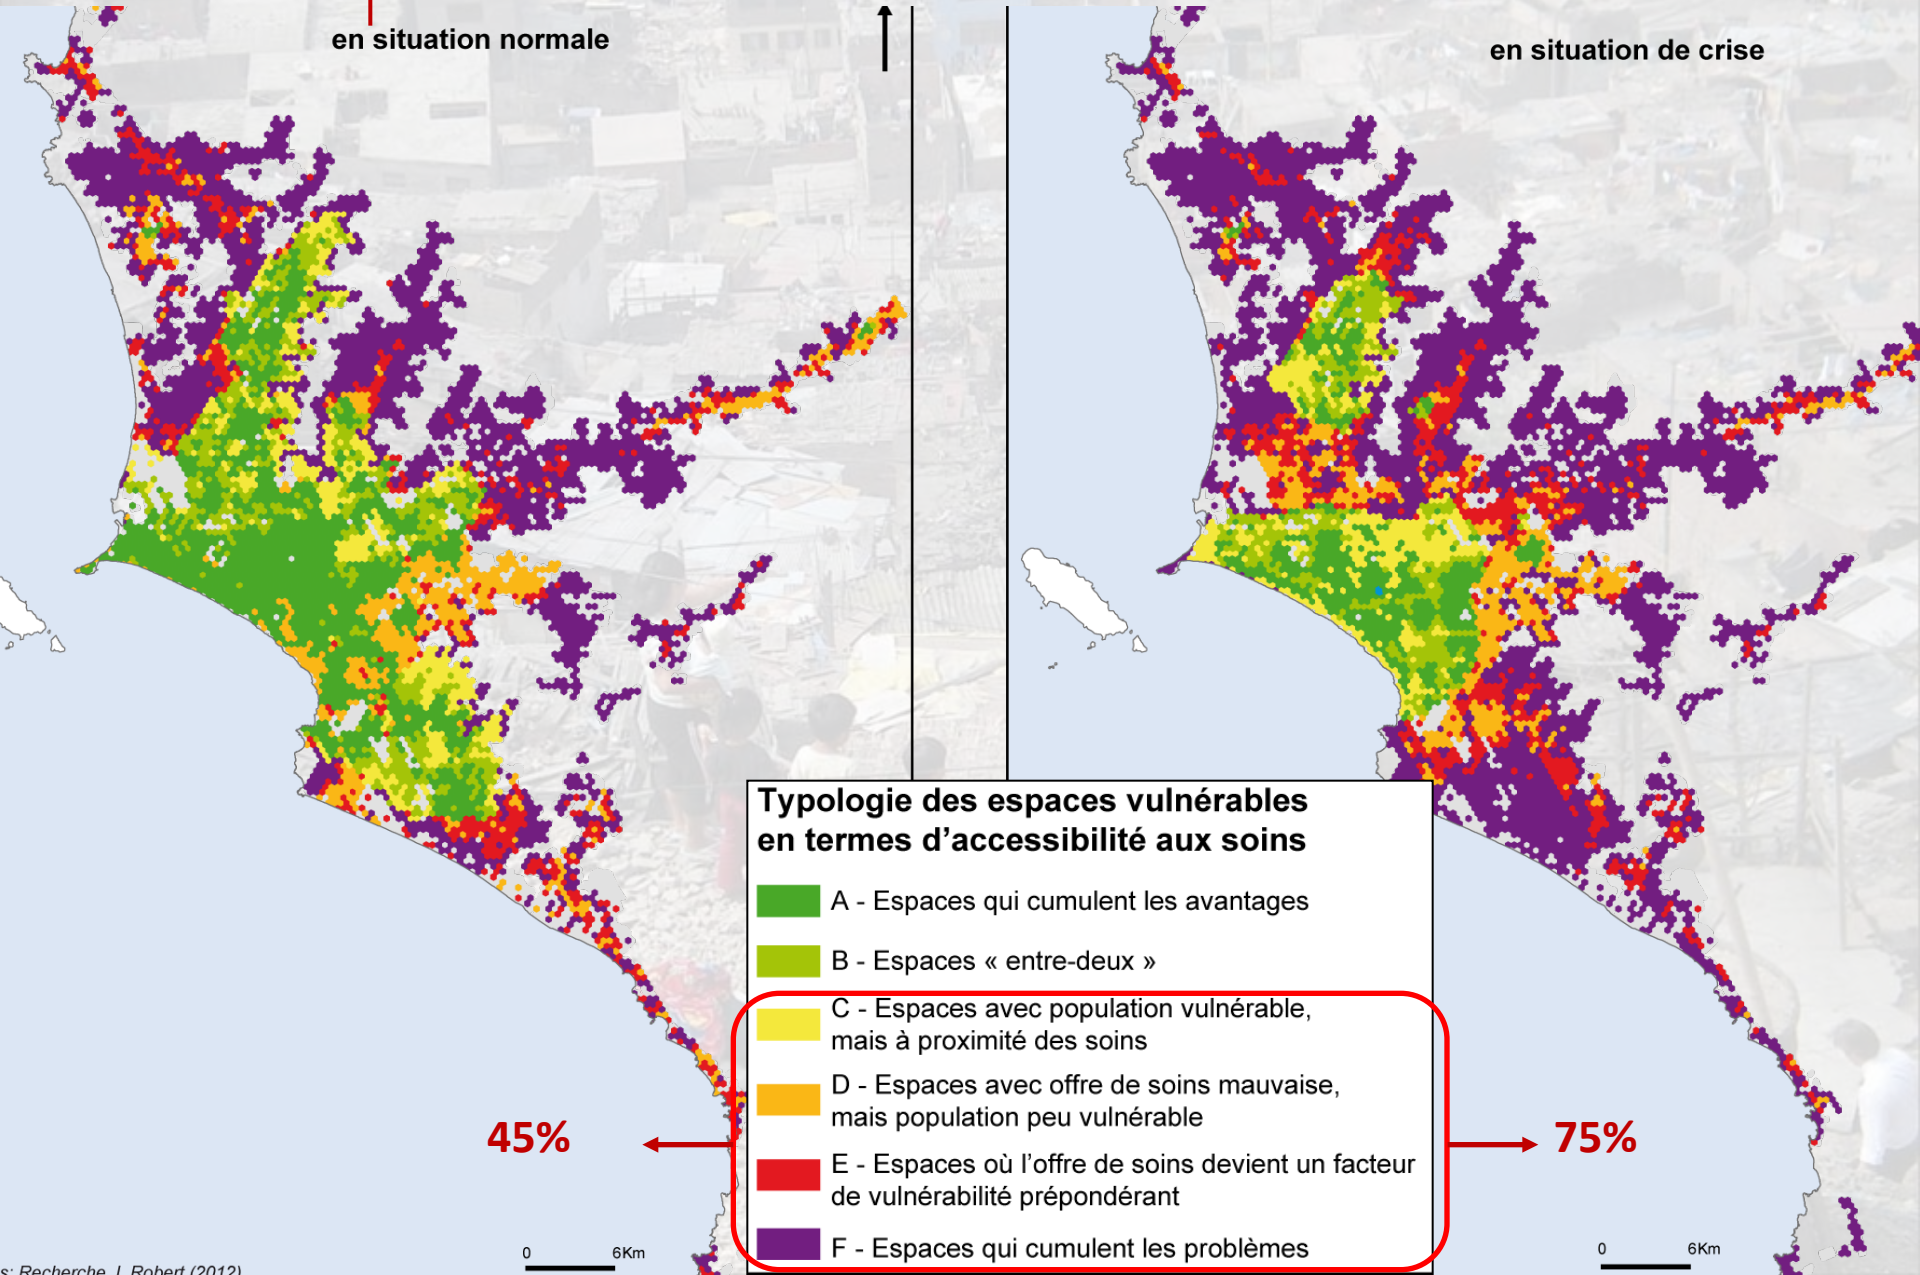 en situation normale
en situation de crise
Typologie des espaces vulnérables
en termes d'accessibilité aux soins
A - Espaces qui cumulent les avantages
B - Espaces « entre-deux »
C - Espaces avec population vulnérable,
mais à proximité des soins
D - Espaces avec offre de soins mauvaise,
mais population peu vulnérable
E - Espaces où l'offre de soins devient un facteur
de vulnérabilité prépondérant
F - Espaces qui cumulent les problèmes
45%
75%
0 6Km
0 6Km
s: Recherche J. Robert (2012)